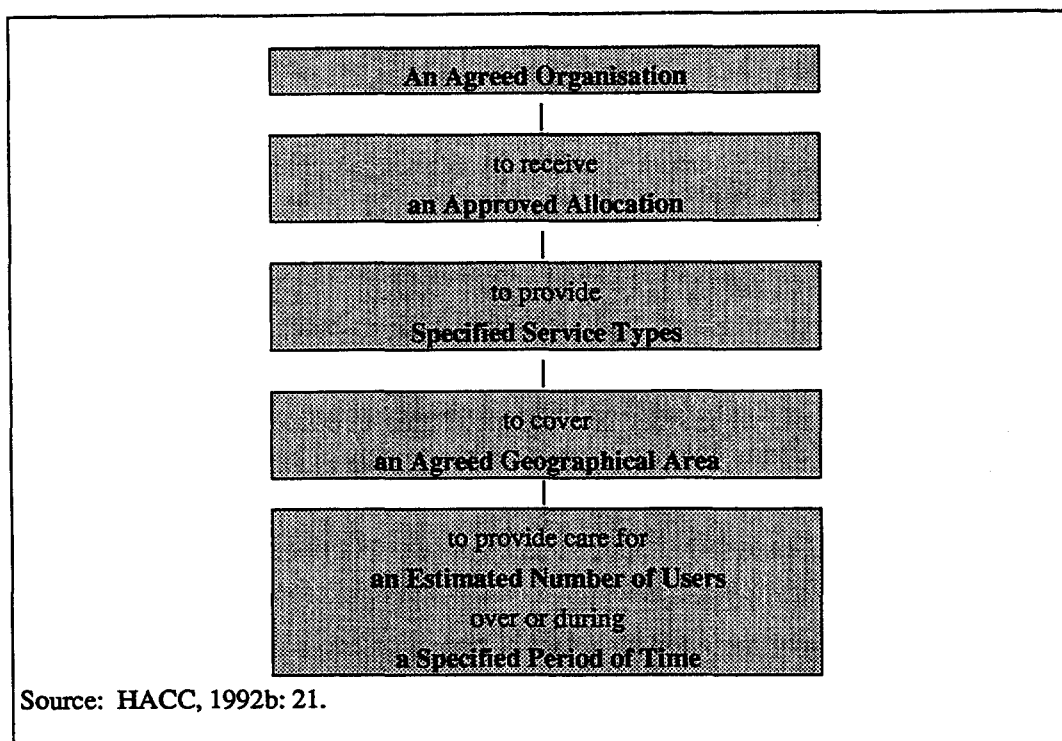 An Agreed Organisation
to receive
an Approved Allocation
to provide
Specified Service Types
to cover
an Agreed Geographical Area
to provide care for
an Estimated Number of Users
over or during
a Specified Period of Time
Source: HACC, 1992b: 21.